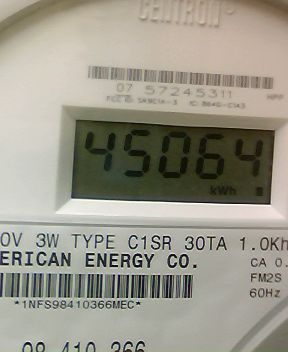 CENTRON
07 57245311
45064
kWh
0V 3W TYPE C1SR 30TA 1.0Kh
ERICAN ENERGY CO.
CA 0.
FM2S
60Hz
*1NFS98410366MEC*
98 410 366